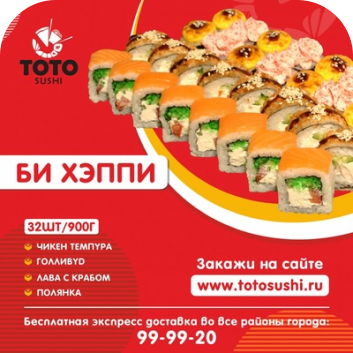 TOTO
SUSHI
БИ ХЭППИ
32ШТ/900Г
ЧИКЕН ТЕМПУРА
ГОЛЛИВУD
ЛАВА С КРАБОМ
ПОЛЯНКА
Закажи на сайте
www.totosushi.ru
Бесплатная экспресс доставка во все районы города:
99-99-20